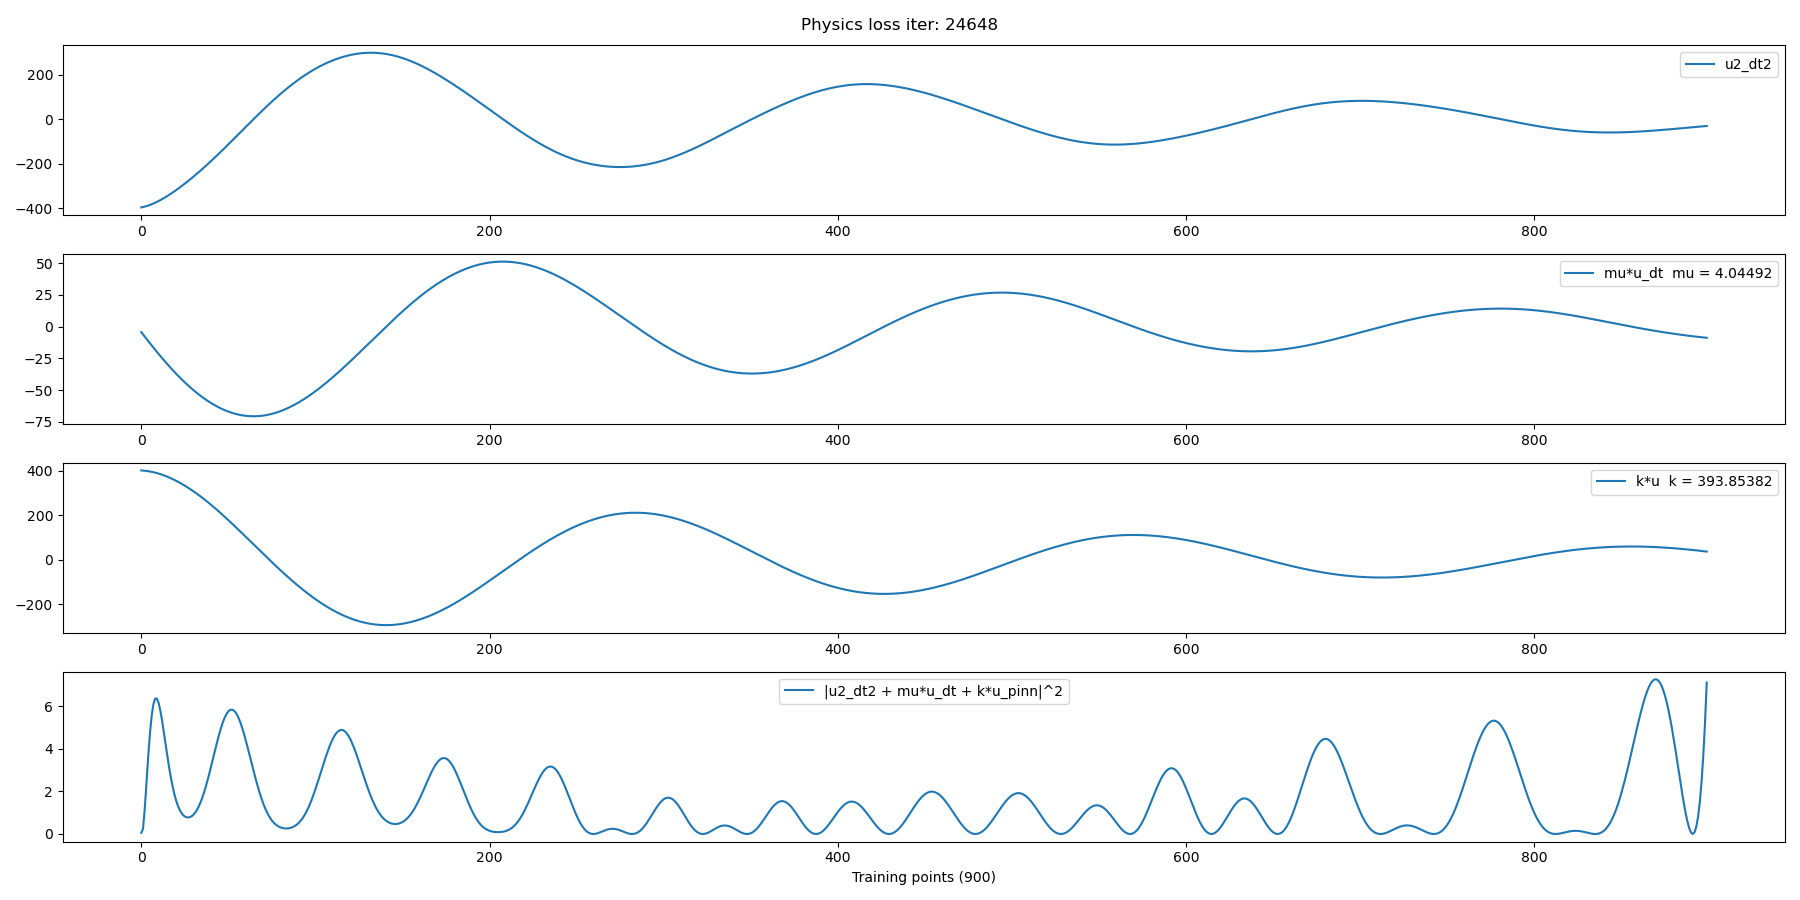 Physics loss iter: 24648
u2_dt2
200
0
−200
−400
0 200 400 600 800
mu*u_dt mu = 4.04492
50
25
0
−25
−50
−75
0 200 400 600 800
k*u k = 393.85382
400
200
0
−200
0 200 400 600 800
|u2_dt2 + mu*u_dt + k*u_pinn|^2
6
4
2
0
0 200 400 600 800
Training points (900)